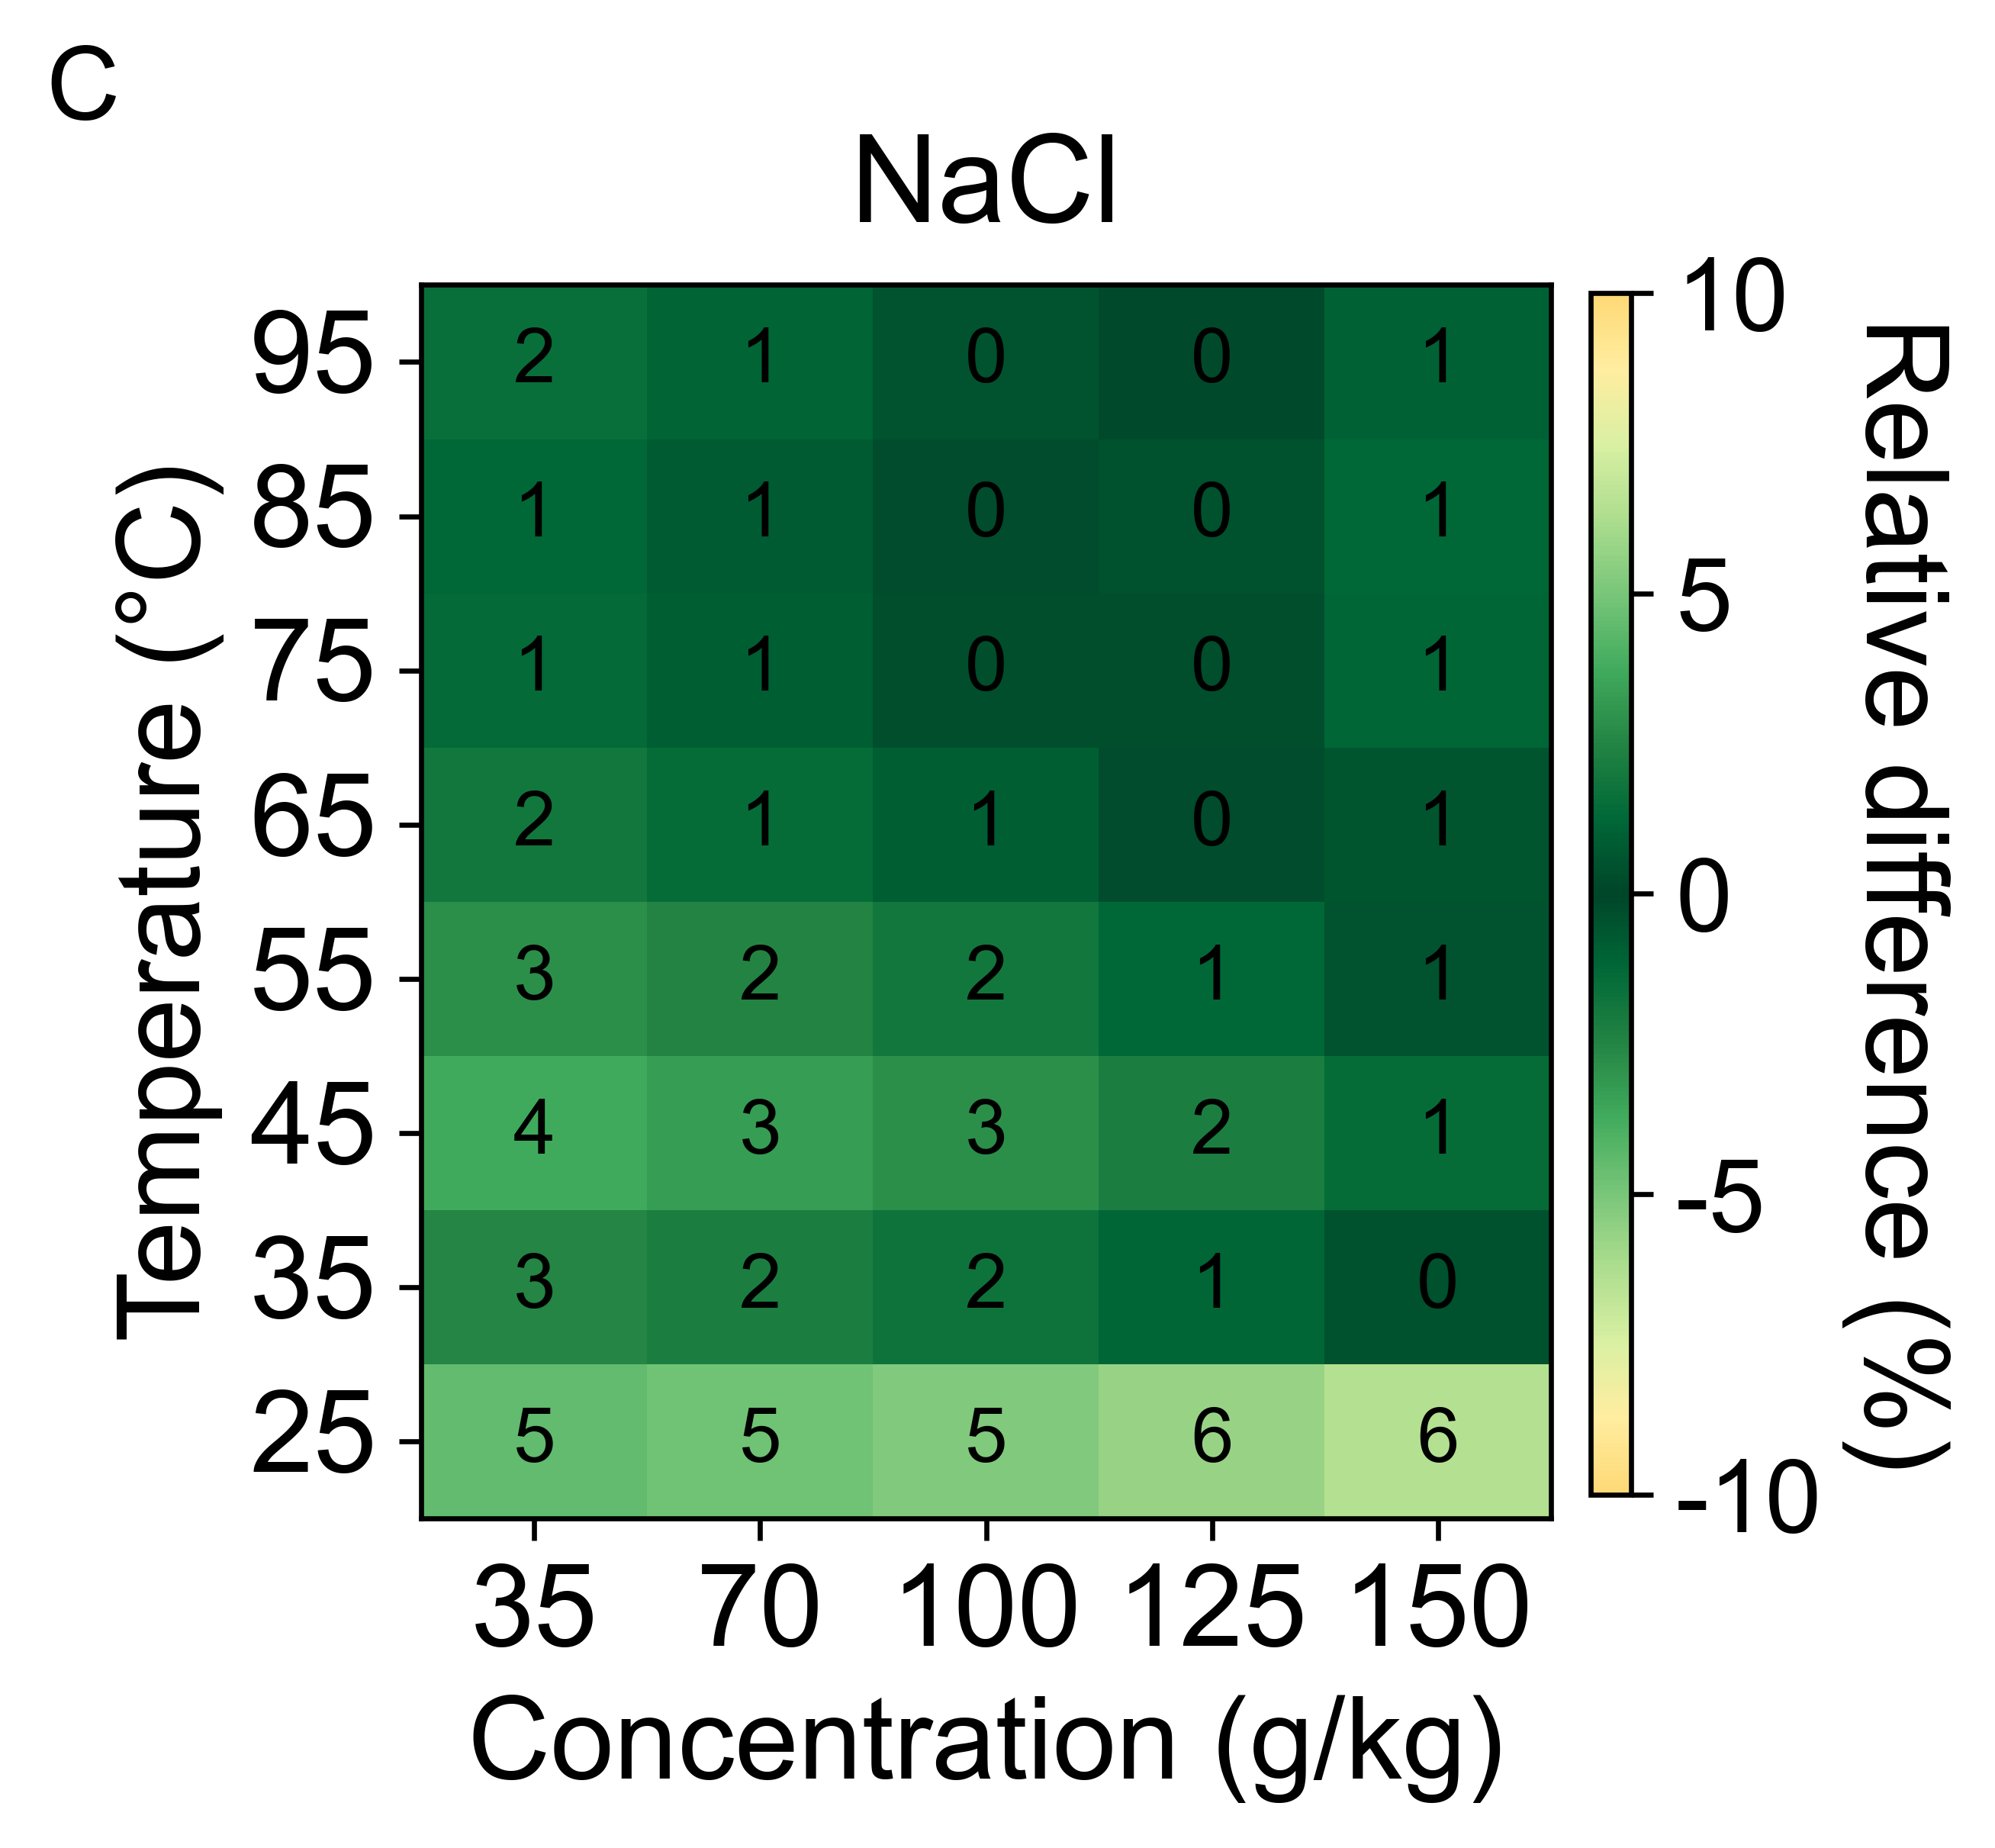 C
NaCl
95 2 1 0 0 1
85 1 1 0 0 1
75 1 1 0 0 1
65 2 1 1 0 1
55 3 2 2 1 1
45 4 3 3 2 1
35 3 2 2 1 0
25 5 5 5 6 6
35 70 100 125 150
Concentration (g/kg)
Temperature (°C)
10
5
0
-5
-10
Relative difference (%)